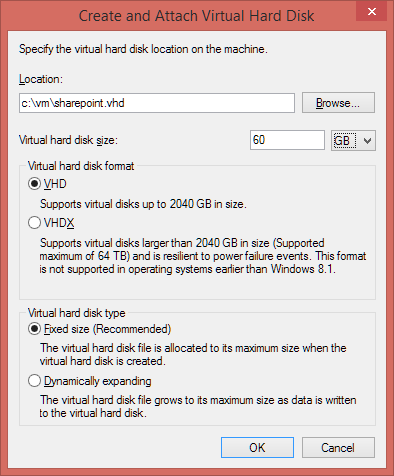 Create and Attach Virtual Hard Disk
Specify the virtual hard disk location on the machine.
Location:
c:\vm\sharepoint.vhd Browse...
Virtual hard disk size: 60 GB
Virtual hard disk format
VHD
Supports virtual disks up to 2040 GB in size.
VHDX
Supports virtual disks larger than 2040 GB in size (Supported
maximum of 64 TB) and is resilient to power failure events. This format
is not supported in operating systems earlier than Windows 8.1.
Virtual hard disk type
Fixed size (Recommended)
The virtual hard disk file is allocated to its maximum size when the
virtual hard disk is created.
Dynamically expanding
The virtual hard disk file grows to its maximum size as data is written
to the virtual hard disk.
OK Cancel